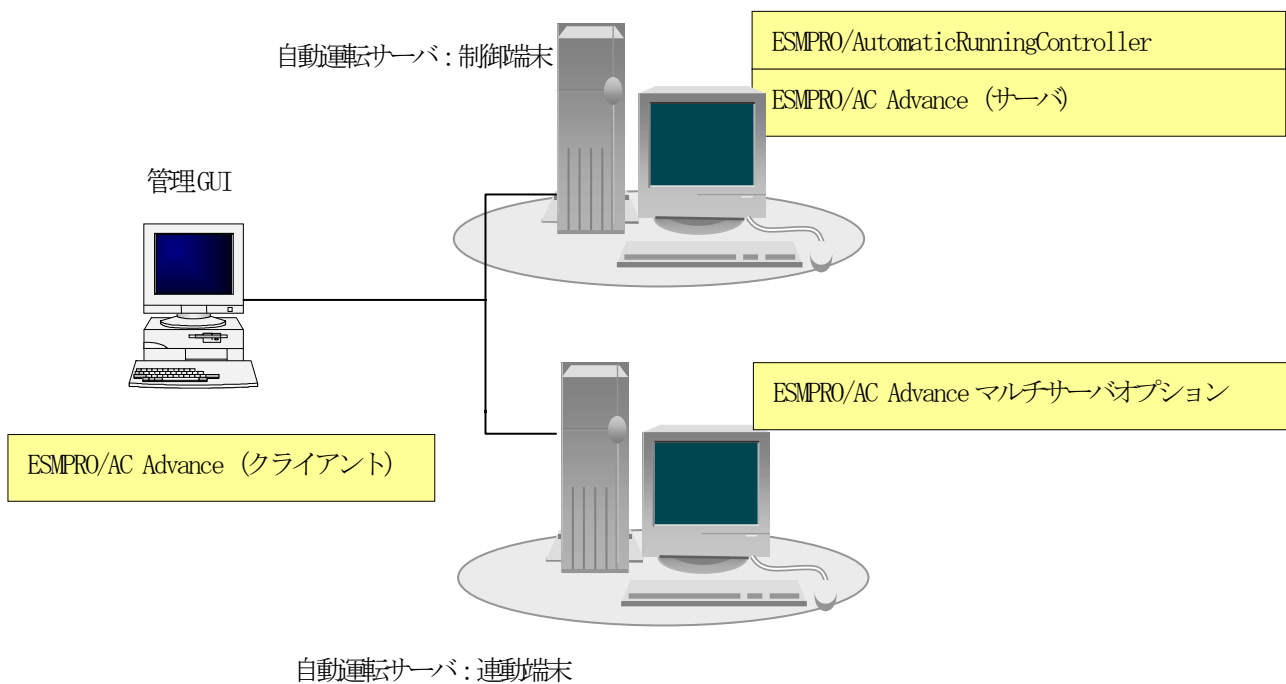 自動運転サーバ：制御端末
ESMPRO/AutomaticRunningController
ESMPRO/AC Advance（サーバ）
管理GUI
ESMPRO/AC Advance マルチサーバオプション
ESMPRO/AC Advance（クライアント）
自動運転サーバ：連動端末